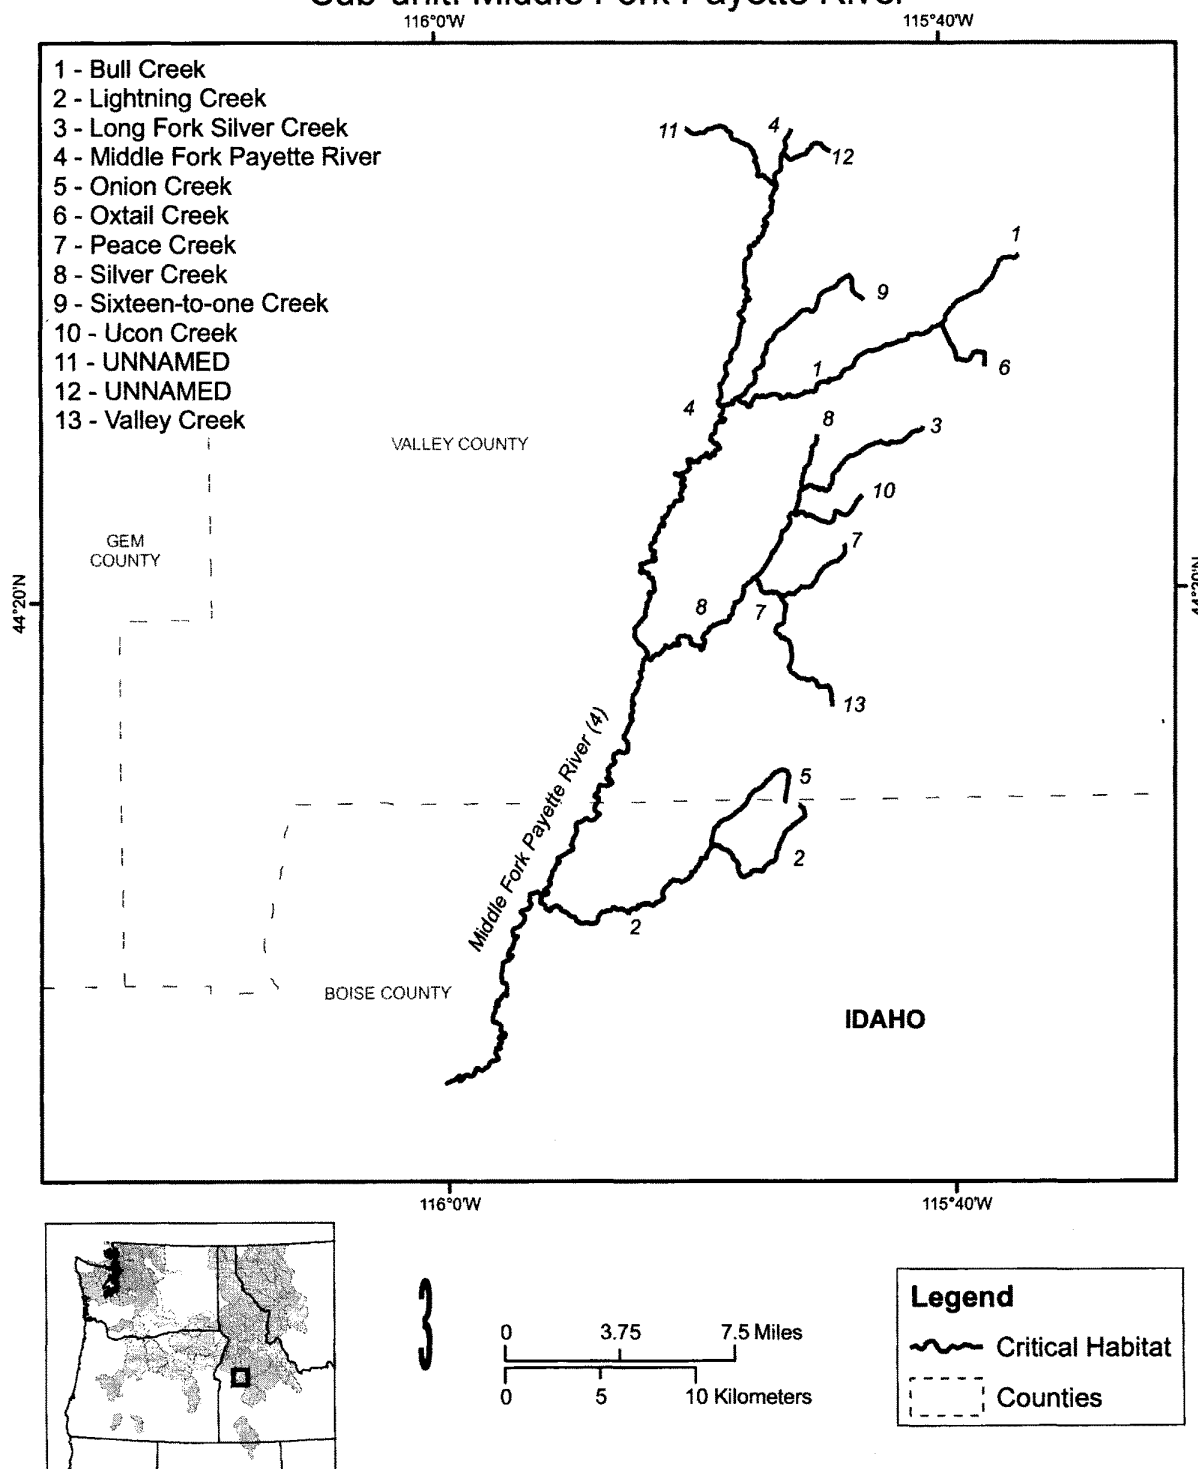 Sub-unit: Middle Fork Payette River
116°0'W 115°40'W
1 - Bull Creek
2 - Lightning Creek
3 - Long Fork Silver Creek
4 - Middle Fork Payette River
5 - Onion Creek
6 - Oxtail Creek
7 - Peace Creek
8 - Silver Creek
9 - Sixteen-to-one Creek
10 - Ucon Creek
11 - UNNAMED
12 - UNNAMED
13 - Valley Creek
11 4
12
1
9
6
1
4
8 3
VALLEY COUNTY
10
7
GEM
COUNTY
44°20'N
8 7
13
Middle Fork Payette River (4)
5
2
2
BOISE COUNTY
IDAHO
116°0'W 115°40'W
3
0 3.75 7.5 Miles
0 5 10 Kilometers
Legend
Critical Habitat
Counties